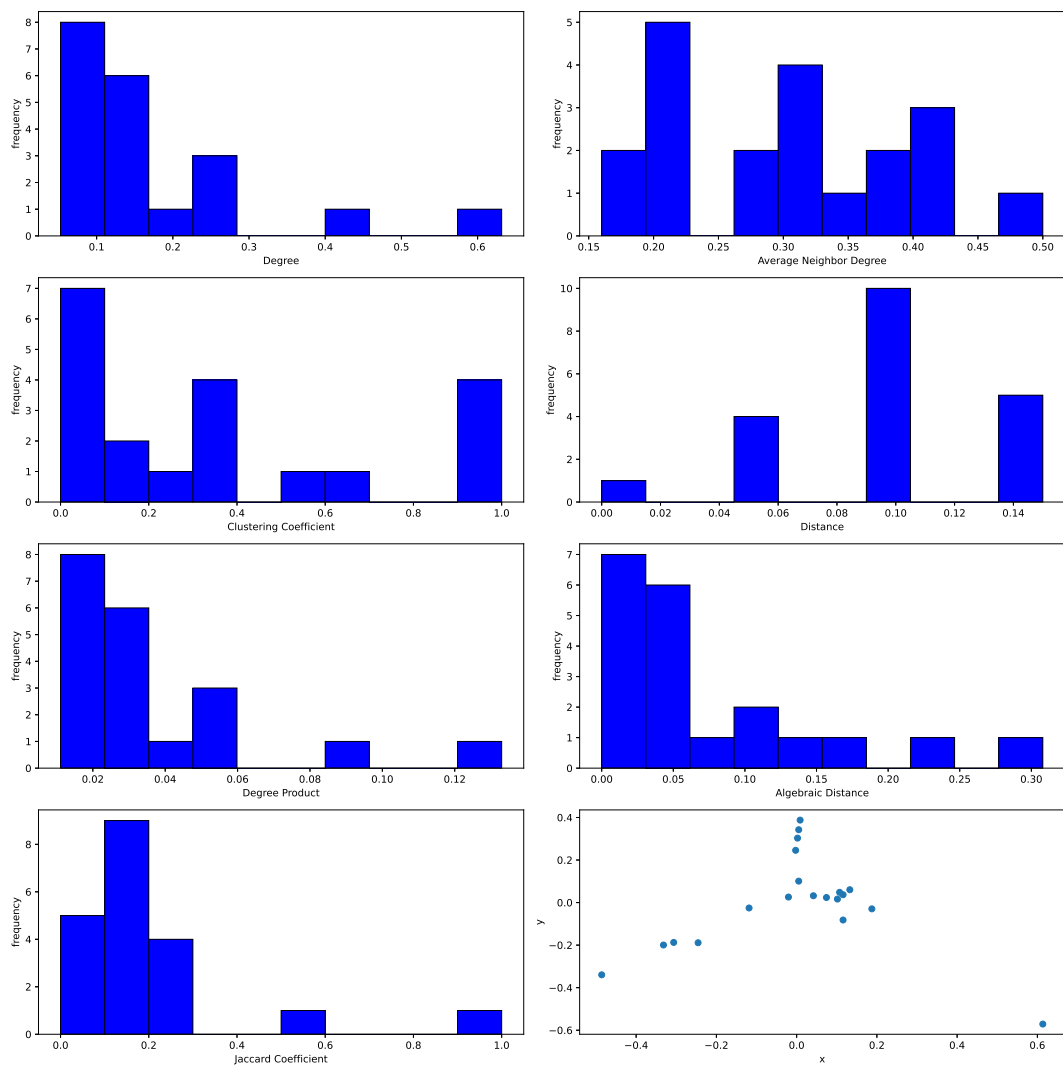 8
7
6
5
4
3
2
1
0
frequency
0.1 0.2 0.3 0.4 0.5 0.6
Degree
5
4
3
2
1
0
frequency
0.15 0.20 0.25 0.30 0.35 0.40 0.45 0.50
Average Neighbor Degree
7
6
5
4
3
2
1
0
frequency
0.0 0.2 0.4 0.6 0.8 1.0
Clustering Coefficient
10
8
6
4
2
0
frequency
0.00 0.02 0.04 0.06 0.08 0.10 0.12 0.14
Distance
8
7
6
5
4
3
2
1
0
frequency
0.02 0.04 0.06 0.08 0.10 0.12
Degree Product
7
6
5
4
3
2
1
0
frequency
0.00 0.05 0.10 0.15 0.20 0.25 0.30
Algebraic Distance
8
6
4
2
0
frequency
0.0 0.2 0.4 0.6 0.8 1.0
Jaccard Coefficient
0.4
0.2
0.0
−0.2
−0.4
−0.6
y
−0.4 −0.2 0.0 0.2 0.4 0.6
x